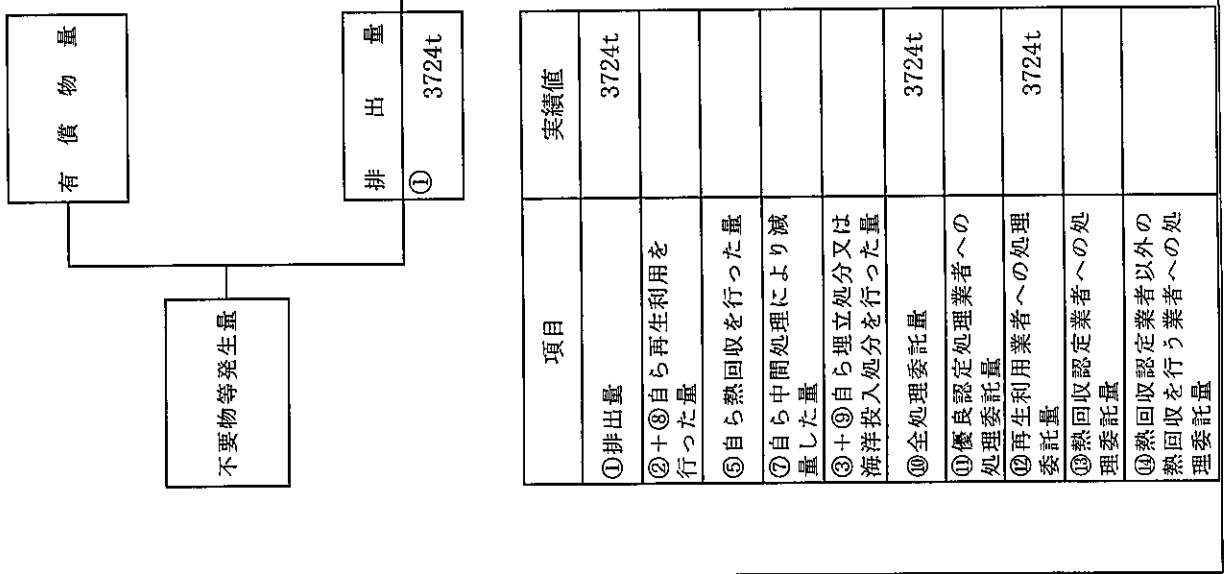 有償物量
不要物等発生量
排出量
① 3724t
項目 実績値
①排出量 3724t
②+⑧自ら再生利用を
行った量
⑤自ら熱回収を行った量
⑦自ら中間処理により減
量した量
③+⑨自ら埋立処分又は
海洋投入処分を行った量
⑩全処理委託量 3724t
⑪優良認定処理業者への
処理委託量
⑫再生利用業者への処理
委託量 3724t
⑬熱回収認定業者への処
理委託量
⑭熱回収認定業者以外の
熱回収を行う業者への処
理委託量